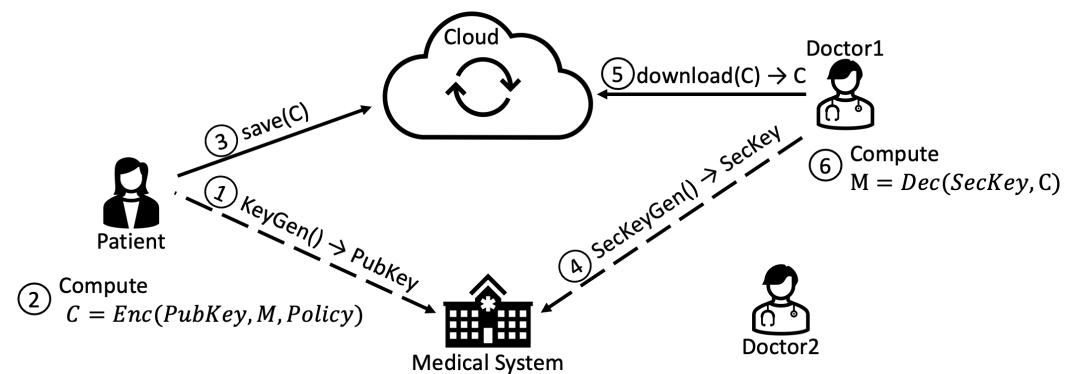 Cloud
Doctor1
⑤ download(C) → C
③ save(C)
⑥ Compute
M = Dec(SecKey, C)
① KeyGen() → PubKey
④ SecKeyGen() → SecKey
Patient
② Compute
C = Enc(PubKey, M, Policy)
Medical System
Doctor2